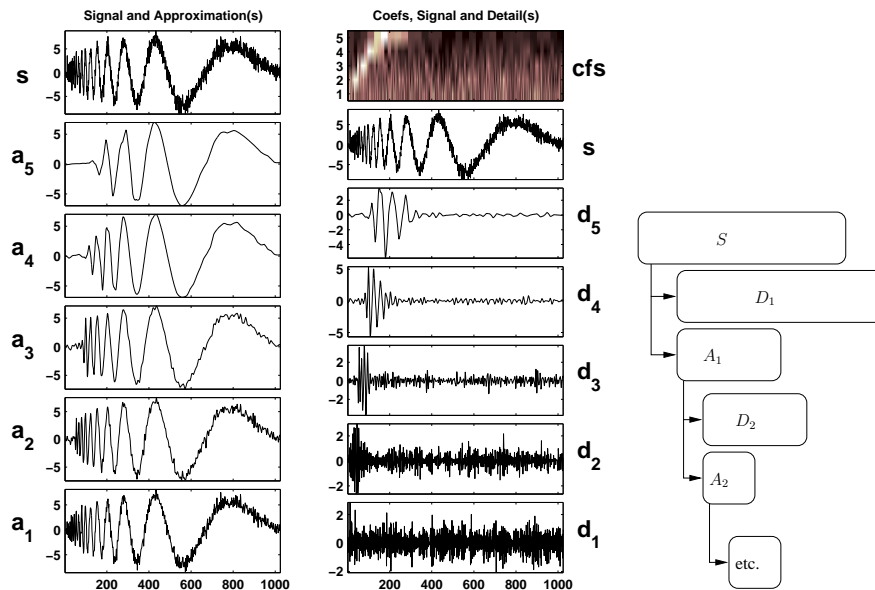 Signal and Approximation(s)
s
5
0
−5
a5
5
0
−5
a4
5
0
−5
a3
5
0
−5
a2
5
0
−5
a1
5
0
−5
200 400 600 800 1000
Coefs, Signal and Detail(s)
cfs
5
4
3
2
1
s
5
0
−5
d5
2
0
−2
−4
d4
5
0
−5
d3
2
0
−2
d2
2
0
−2
d1
2
0
−2
200 400 600 800 1000
S
D1
A1
D2
A2
etc.